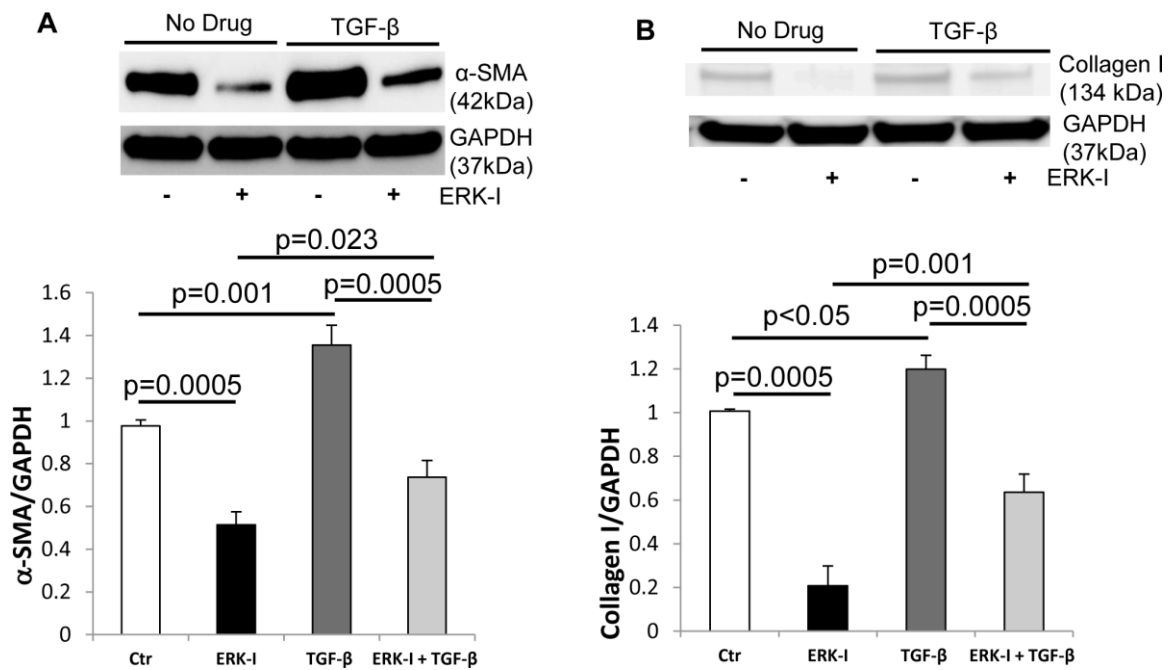 A
No Drug TGF-β
α-SMA
(42kDa)
GAPDH
(37kDa)
- + - + ERK-I
p=0.023
p=0.001 p=0.0005
p=0.0005
α-SMA/GAPDH
1.6
1.4
1.2
1
0.8
0.6
0.4
0.2
0
Ctr ERK-I TGF-β ERK-I + TGF-β
B
No Drug TGF-β
Collagen I
(134 kDa)
GAPDH
(37kDa)
- + - + ERK-I
p=0.001
p<0.05 p=0.0005
p=0.0005
Collagen I/GAPDH
1.4
1.2
1
0.8
0.6
0.4
0.2
0
Ctr ERK-I TGF-β ERK-I + TGF-β